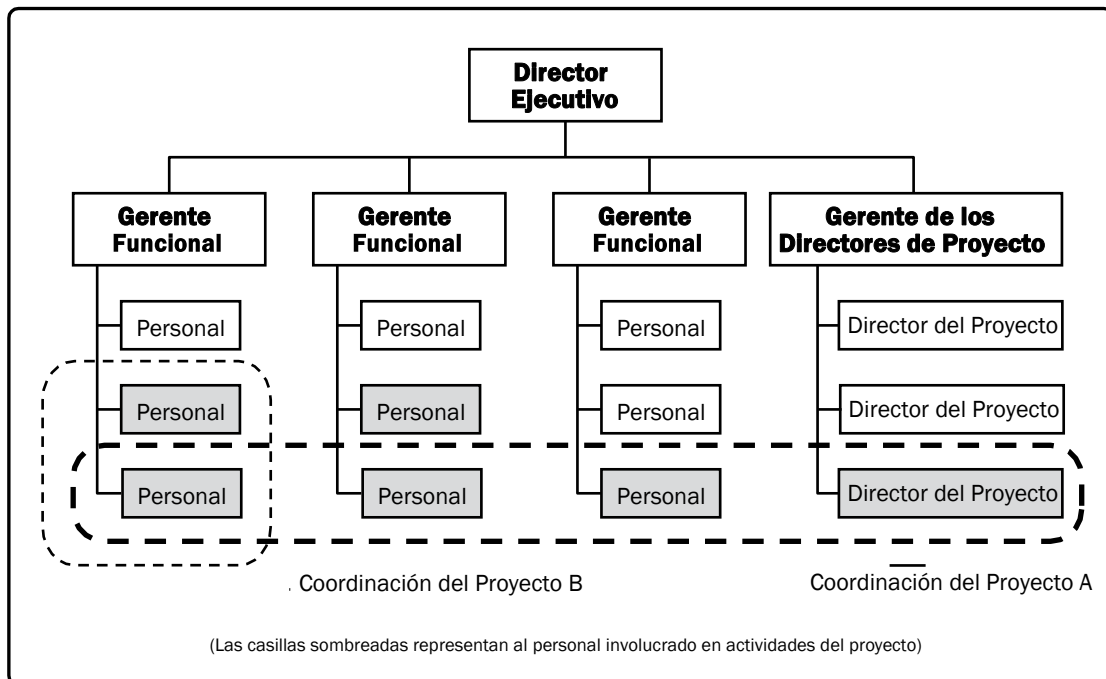 Director
Ejecutivo
Gerente
Funcional
Gerente
Funcional
Gerente
Funcional
Gerente de los
Directores de Proyecto
Personal
Personal
Personal
Director del Proyecto
Personal
Personal
Personal
Director del Proyecto
Personal
Personal
Personal
Director del Proyecto
. Coordinación del Proyecto B
Coordinación del Proyecto A
(Las casillas sombreadas representan al personal involucrado en actividades del proyecto)